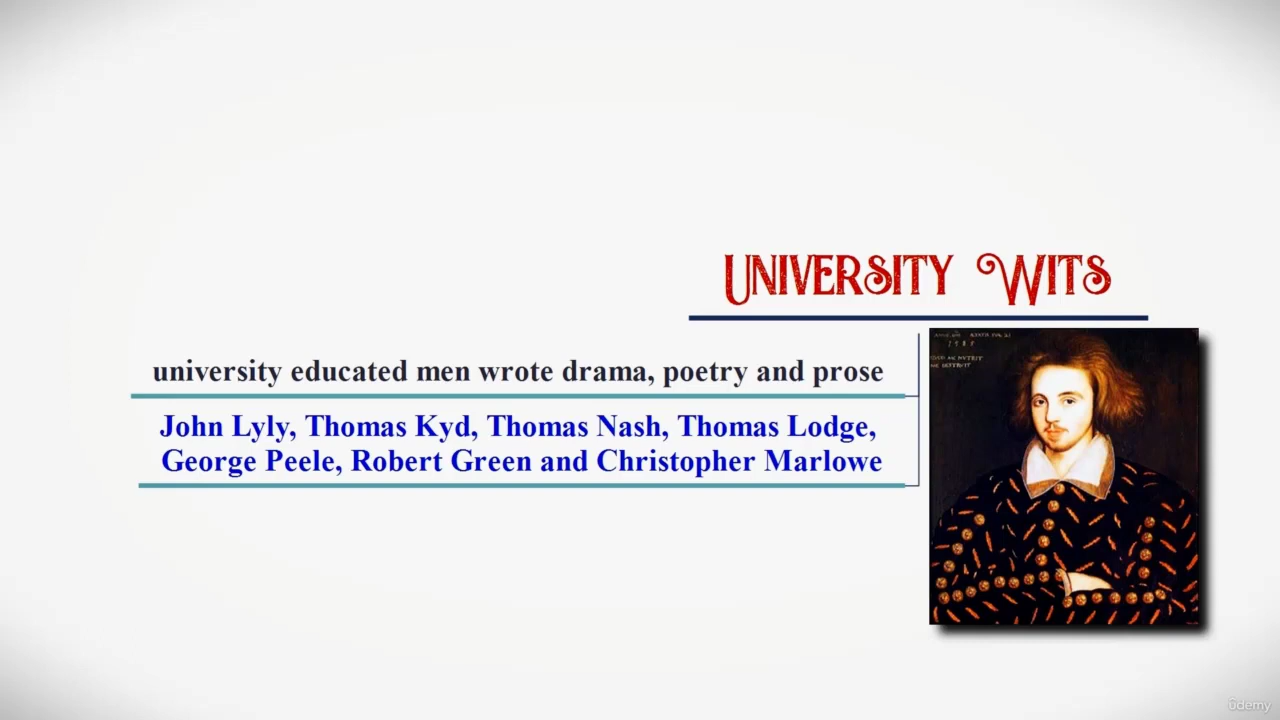 University Wits
university educated men wrote drama, poetry and prose
John Lyly, Thomas Kyd, Thomas Nash, Thomas Lodge,
George Peele, Robert Green and Christopher Marlowe
ûdemy